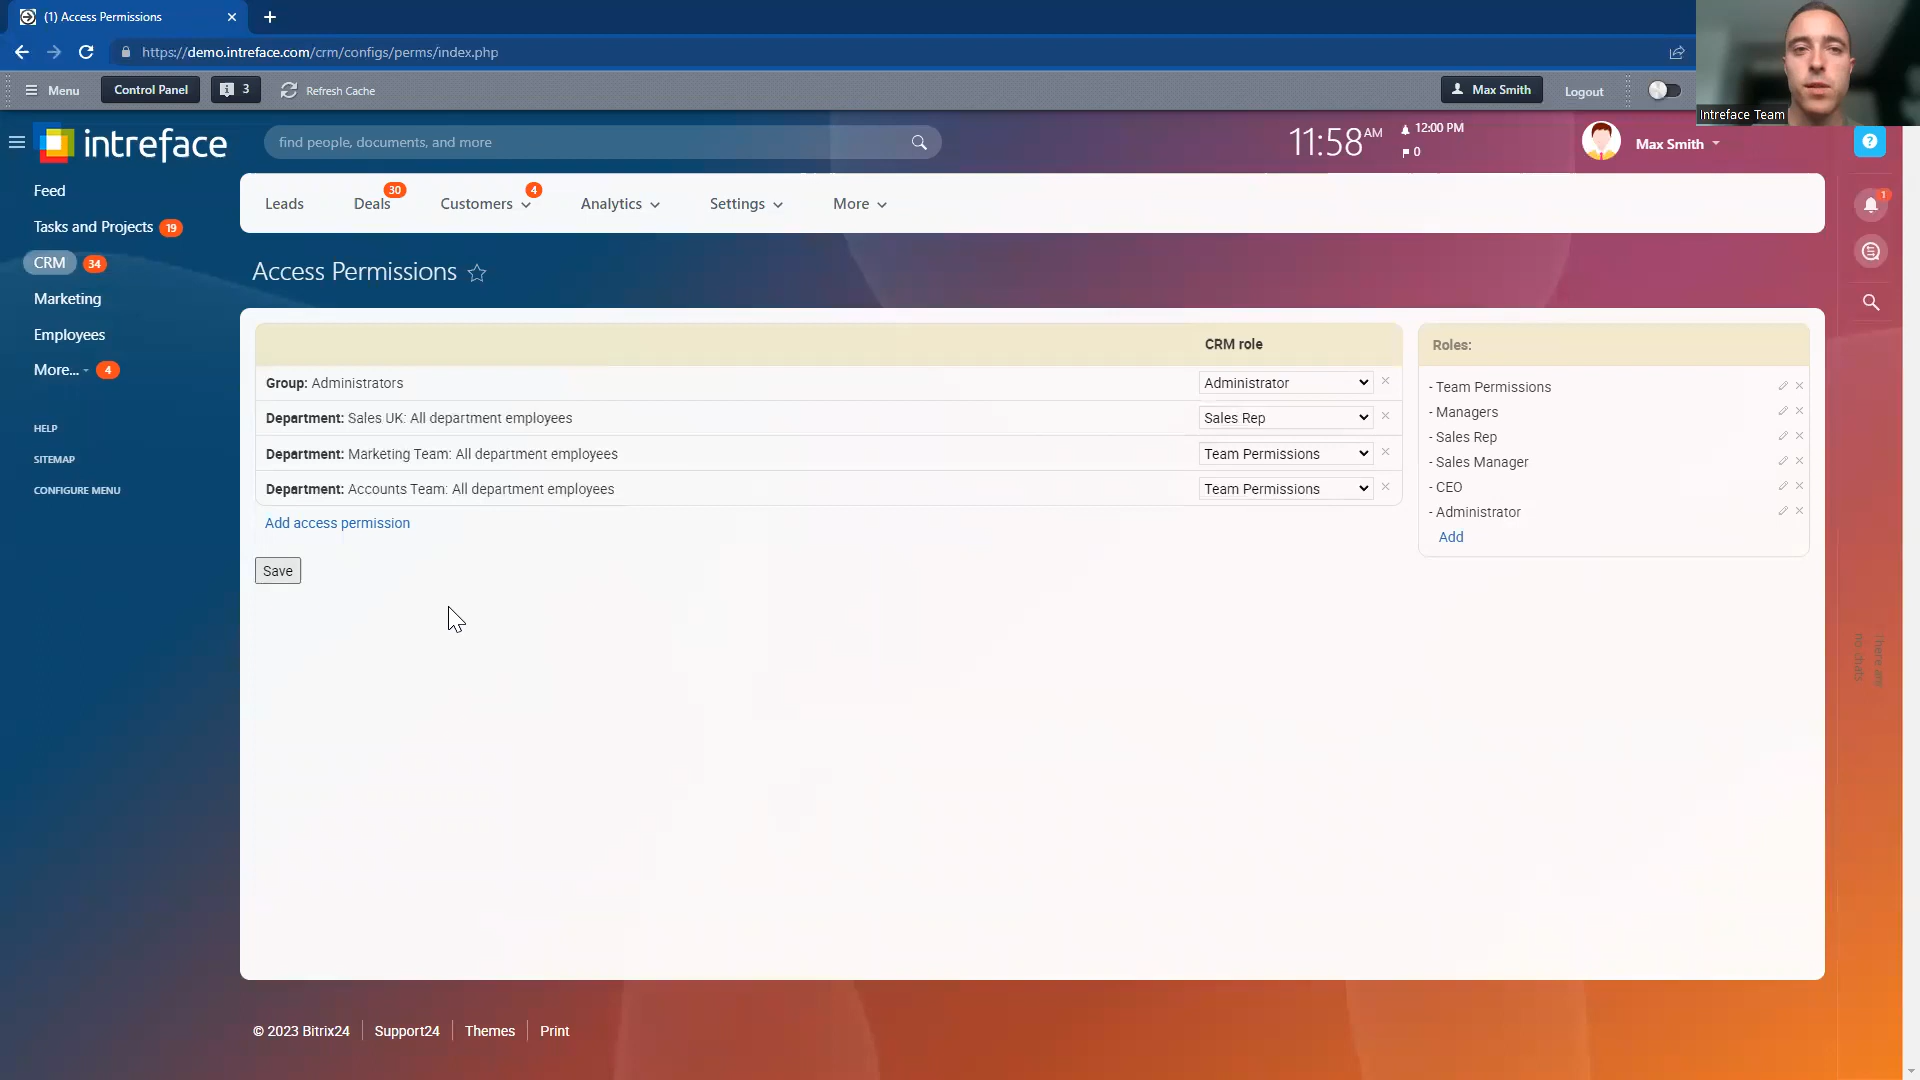 (1) Access Permissions
https://demo.intreface.com/crm/configs/perms/index.php
Menu Control Panel 3 Refresh Cache Max Smith Logout
Intreface Team
intreface find people, documents, and more 11:58 AM 12:00 PM 0 Max Smith
Feed
Tasks and Projects 19
CRM 34
Marketing
Employees
More... 4
HELP
SITEMAP
CONFIGURE MENU
Leads Deals 30 Customers 4 Analytics Settings More
1
Access Permissions
CRM role
Group: Administrators Administrator
Department: Sales UK: All department employees Sales Rep
Department: Marketing Team: All department employees Team Permissions
Department: Accounts Team: All department employees Team Permissions
Add access permission
Save
Roles:
- Team Permissions
- Managers
- Sales Rep
- Sales Manager
- CEO
- Administrator
Add
There are
no chats
© 2023 Bitrix24 Support24 Themes Print